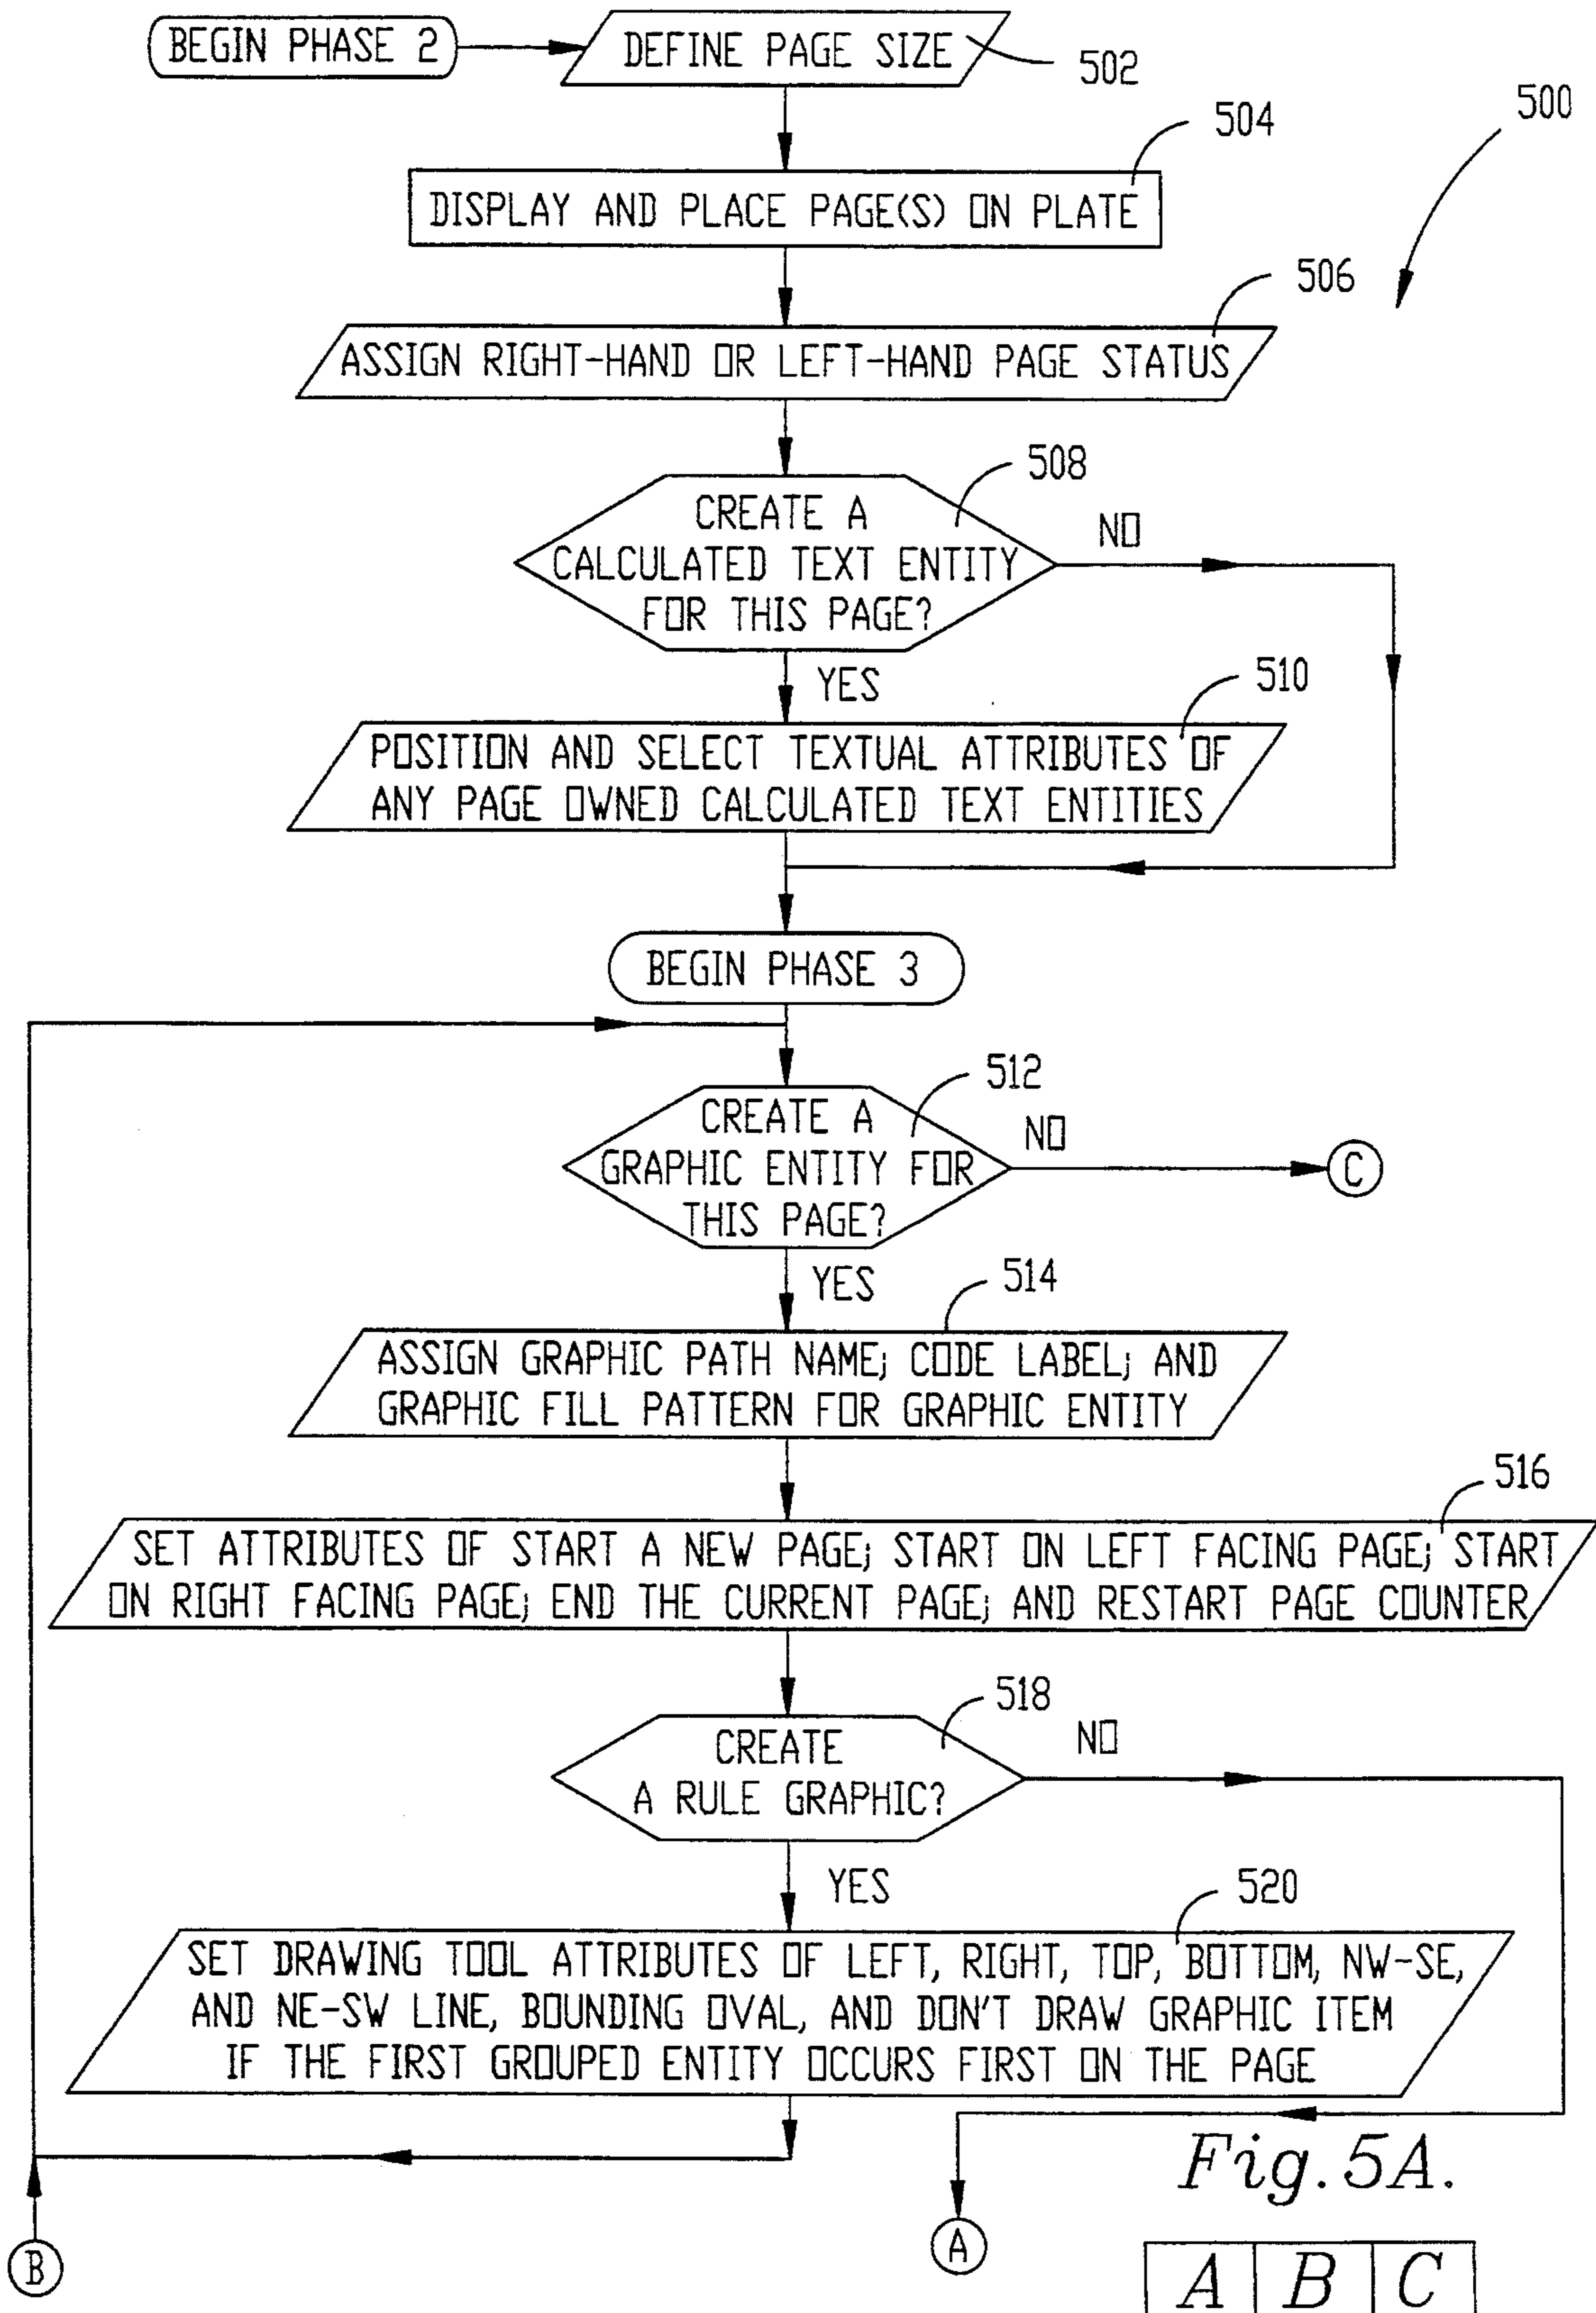 BEGIN PHASE 2
DEFINE PAGE SIZE
502
500
504
DISPLAY AND PLACE PAGE(S) ON PLATE
506
ASSIGN RIGHT-HAND OR LEFT-HAND PAGE STATUS
508
CREATE A
CALCULATED TEXT ENTITY
FOR THIS PAGE?
NO
YES
510
POSITION AND SELECT TEXTUAL ATTRIBUTES OF
ANY PAGE OWNED CALCULATED TEXT ENTITIES
BEGIN PHASE 3
512
CREATE A
GRAPHIC ENTITY FOR
THIS PAGE?
NO
C
YES
514
ASSIGN GRAPHIC PATH NAME; CODE LABEL; AND
GRAPHIC FILL PATTERN FOR GRAPHIC ENTITY
516
SET ATTRIBUTES OF START A NEW PAGE; START ON LEFT FACING PAGE; START
ON RIGHT FACING PAGE; END THE CURRENT PAGE; AND RESTART PAGE COUNTER
518
CREATE
A RULE GRAPHIC?
NO
YES
520
SET DRAWING TOOL ATTRIBUTES OF LEFT, RIGHT, TOP, BOTTOM, NW-SE,
AND NE-SW LINE, BOUNDING OVAL, AND DON'T DRAW GRAPHIC ITEM
IF THE FIRST GROUPED ENTITY OCCURS FIRST ON THE PAGE
Fig. 5A.
B
A
A B C